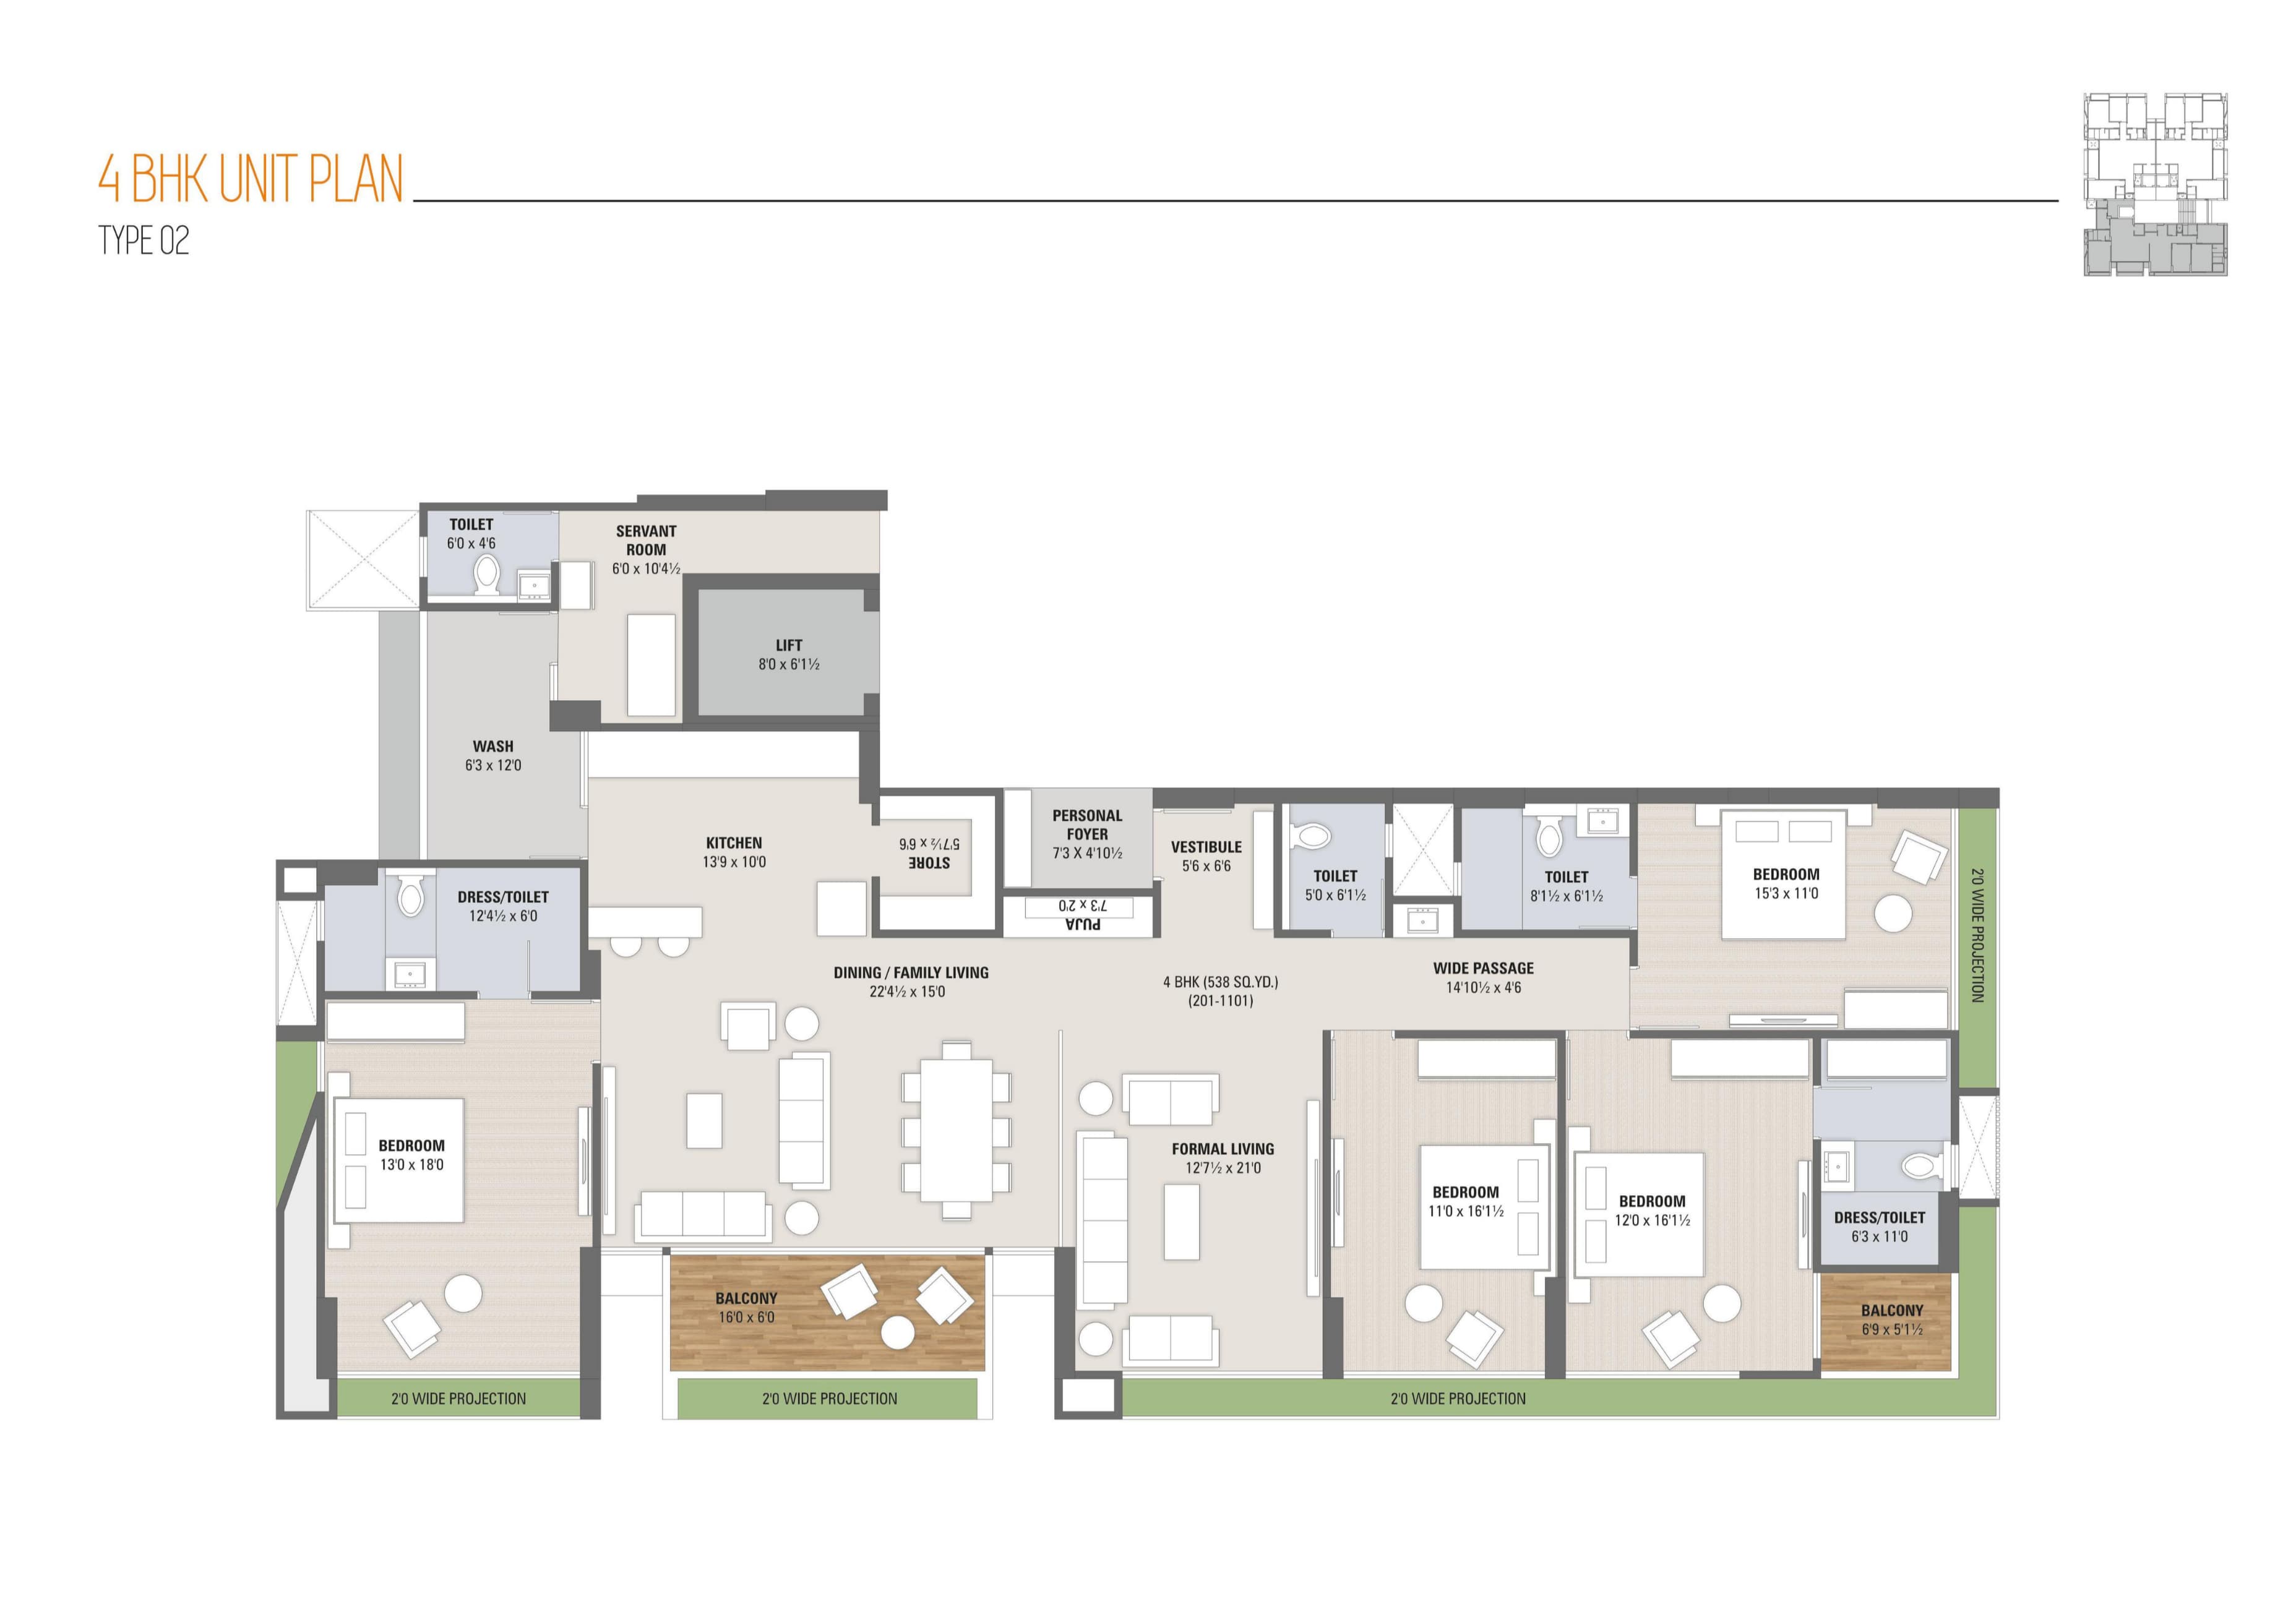 4 BHK UNIT PLAN
TYPE 02
TOILET
6'0 x 4'6
SERVANT
ROOM
6'0 x 10'4½
LIFT
8'0 x 6'1½
WASH
6'3 x 12'0
KITCHEN
13'9 x 10'0
STORE
5'7½ x 6'6
PERSONAL
FOYER
7'3 X 4'10½
PUJA
7'3 x 2'0
VESTIBULE
5'6 x 6'6
TOILET
5'0 x 6'1½
TOILET
8'1½ x 6'1½
BEDROOM
15'3 x 11'0
2'0 WIDE PROJECTION
DRESS/TOILET
12'4½ x 6'0
DINING / FAMILY LIVING
22'4½ x 15'0
4 BHK (538 SQ.YD.)
(201-1101)
WIDE PASSAGE
14'10½ x 4'6
BEDROOM
13'0 x 18'0
FORMAL LIVING
12'7½ x 21'0
BEDROOM
11'0 x 16'1½
BEDROOM
12'0 x 16'1½
DRESS/TOILET
6'3 x 11'0
BALCONY
16'0 x 6'0
BALCONY
6'9 x 5'1½
2'0 WIDE PROJECTION
2'0 WIDE PROJECTION
2'0 WIDE PROJECTION